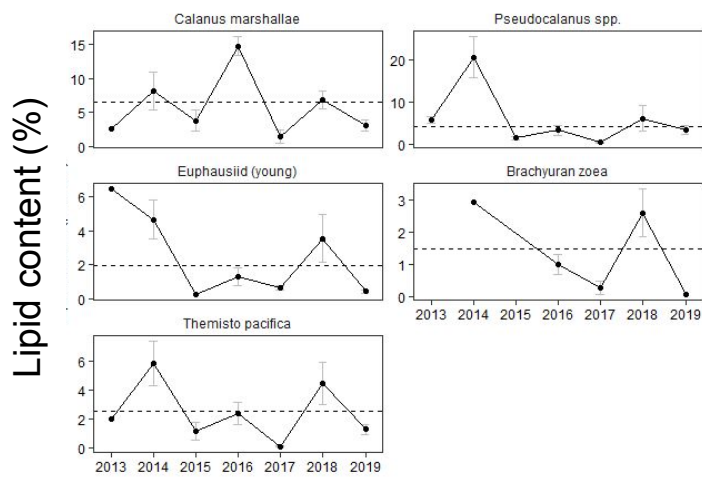 Lipid content (%)
Calanus marshallae
15
10
5
0
Pseudocalanus spp.
20
10
0
Euphausiid (young)
6
4
2
0
Brachyuran zoea
3
2
1
0
2013 2014 2015 2016 2017 2018 2019
Themisto pacifica
6
4
2
0
2013 2014 2015 2016 2017 2018 2019